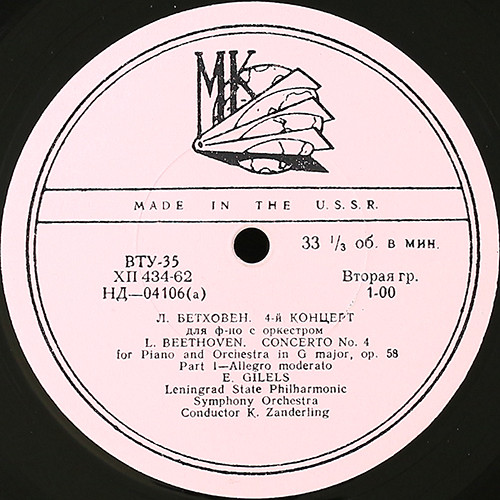 МК
MADE IN THE U.S.S.R.
ВТУ-35
ХП 434-62
НД—04106(а)
33 1/3 об. в мин.
Вторая гр.
1-00
Л. БЕТХОВЕН. 4-й КОНЦЕРТ
для ф-но с оркестром
L. BEETHOVEN. CONCERTO No. 4
for Piano and Orchestra in G major, op. 58
Part I—Allegro moderato
E. GILELS
Leningrad State Philharmonic
Symphony Orchestra
Conductor K. Zanderling